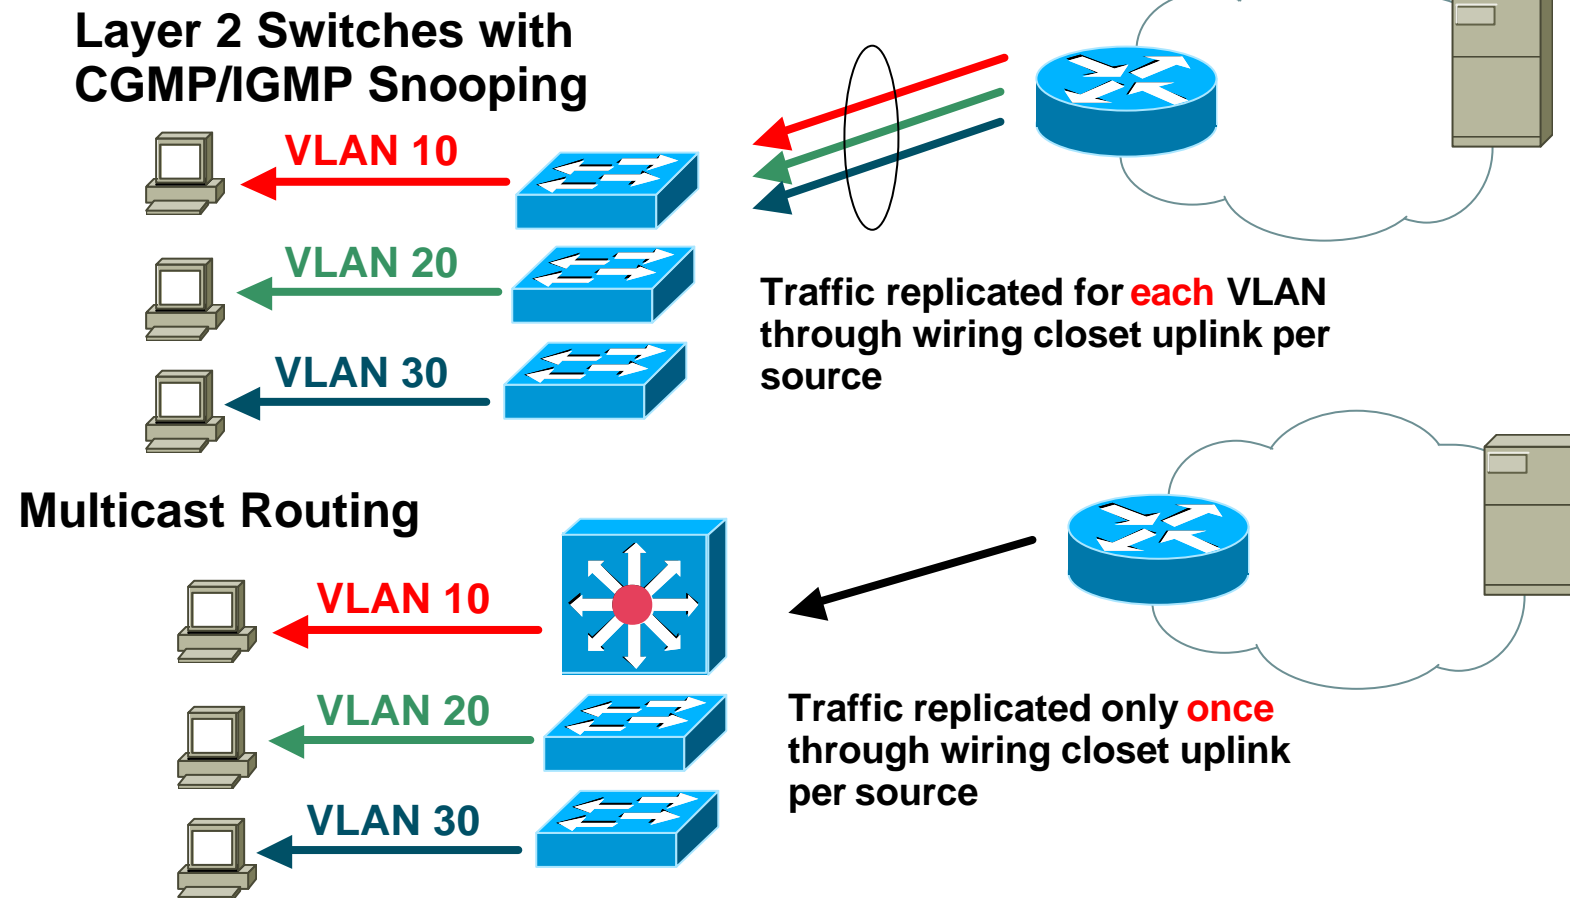 Layer 2 Switches with
CGMP/IGMP Snooping
VLAN 10
VLAN 20
VLAN 30
Traffic replicated for each VLAN
through wiring closet uplink per
source
Multicast Routing
VLAN 10
VLAN 20
VLAN 30
Traffic replicated only once
through wiring closet uplink
per source